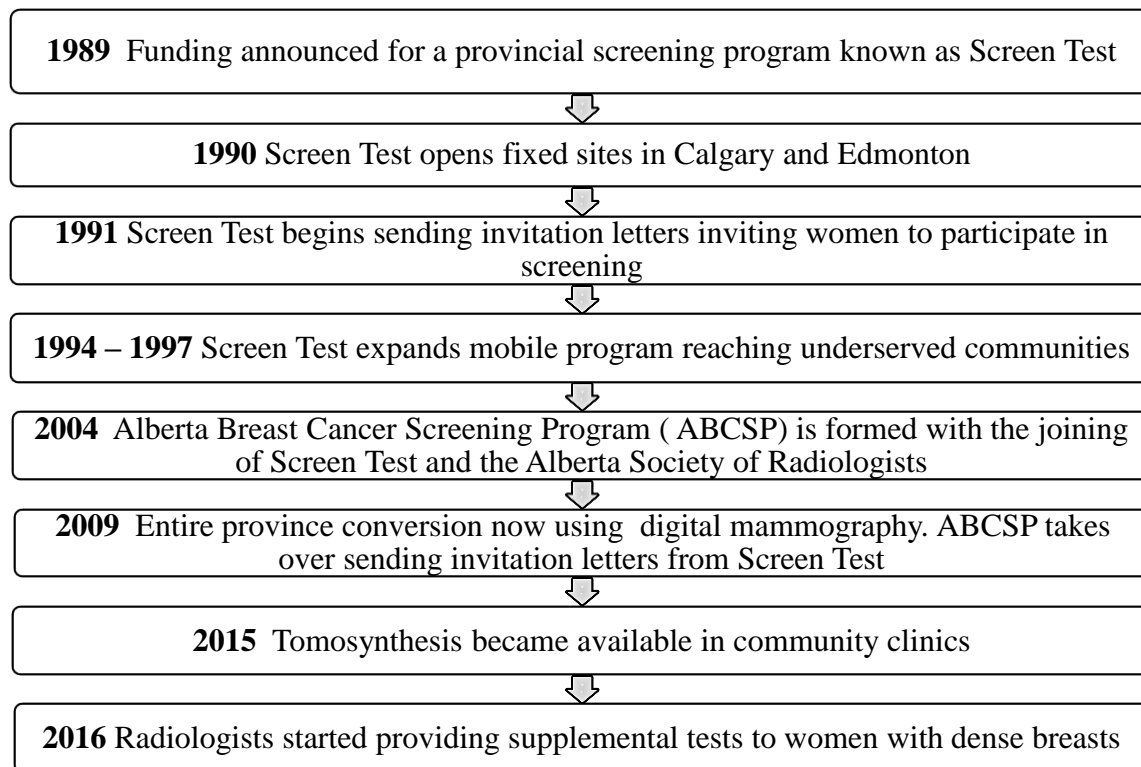 1989 Funding announced for a provincial screening program known as Screen Test
1990 Screen Test opens fixed sites in Calgary and Edmonton
1991 Screen Test begins sending invitation letters inviting women to participate in
screening
1994 – 1997 Screen Test expands mobile program reaching underserved communities
2004 Alberta Breast Cancer Screening Program ( ABCSP) is formed with the joining
of Screen Test and the Alberta Society of Radiologists
2009 Entire province conversion now using digital mammography. ABCSP takes
over sending invitation letters from Screen Test
2015 Tomosynthesis became available in community clinics
2016 Radiologists started providing supplemental tests to women with dense breasts